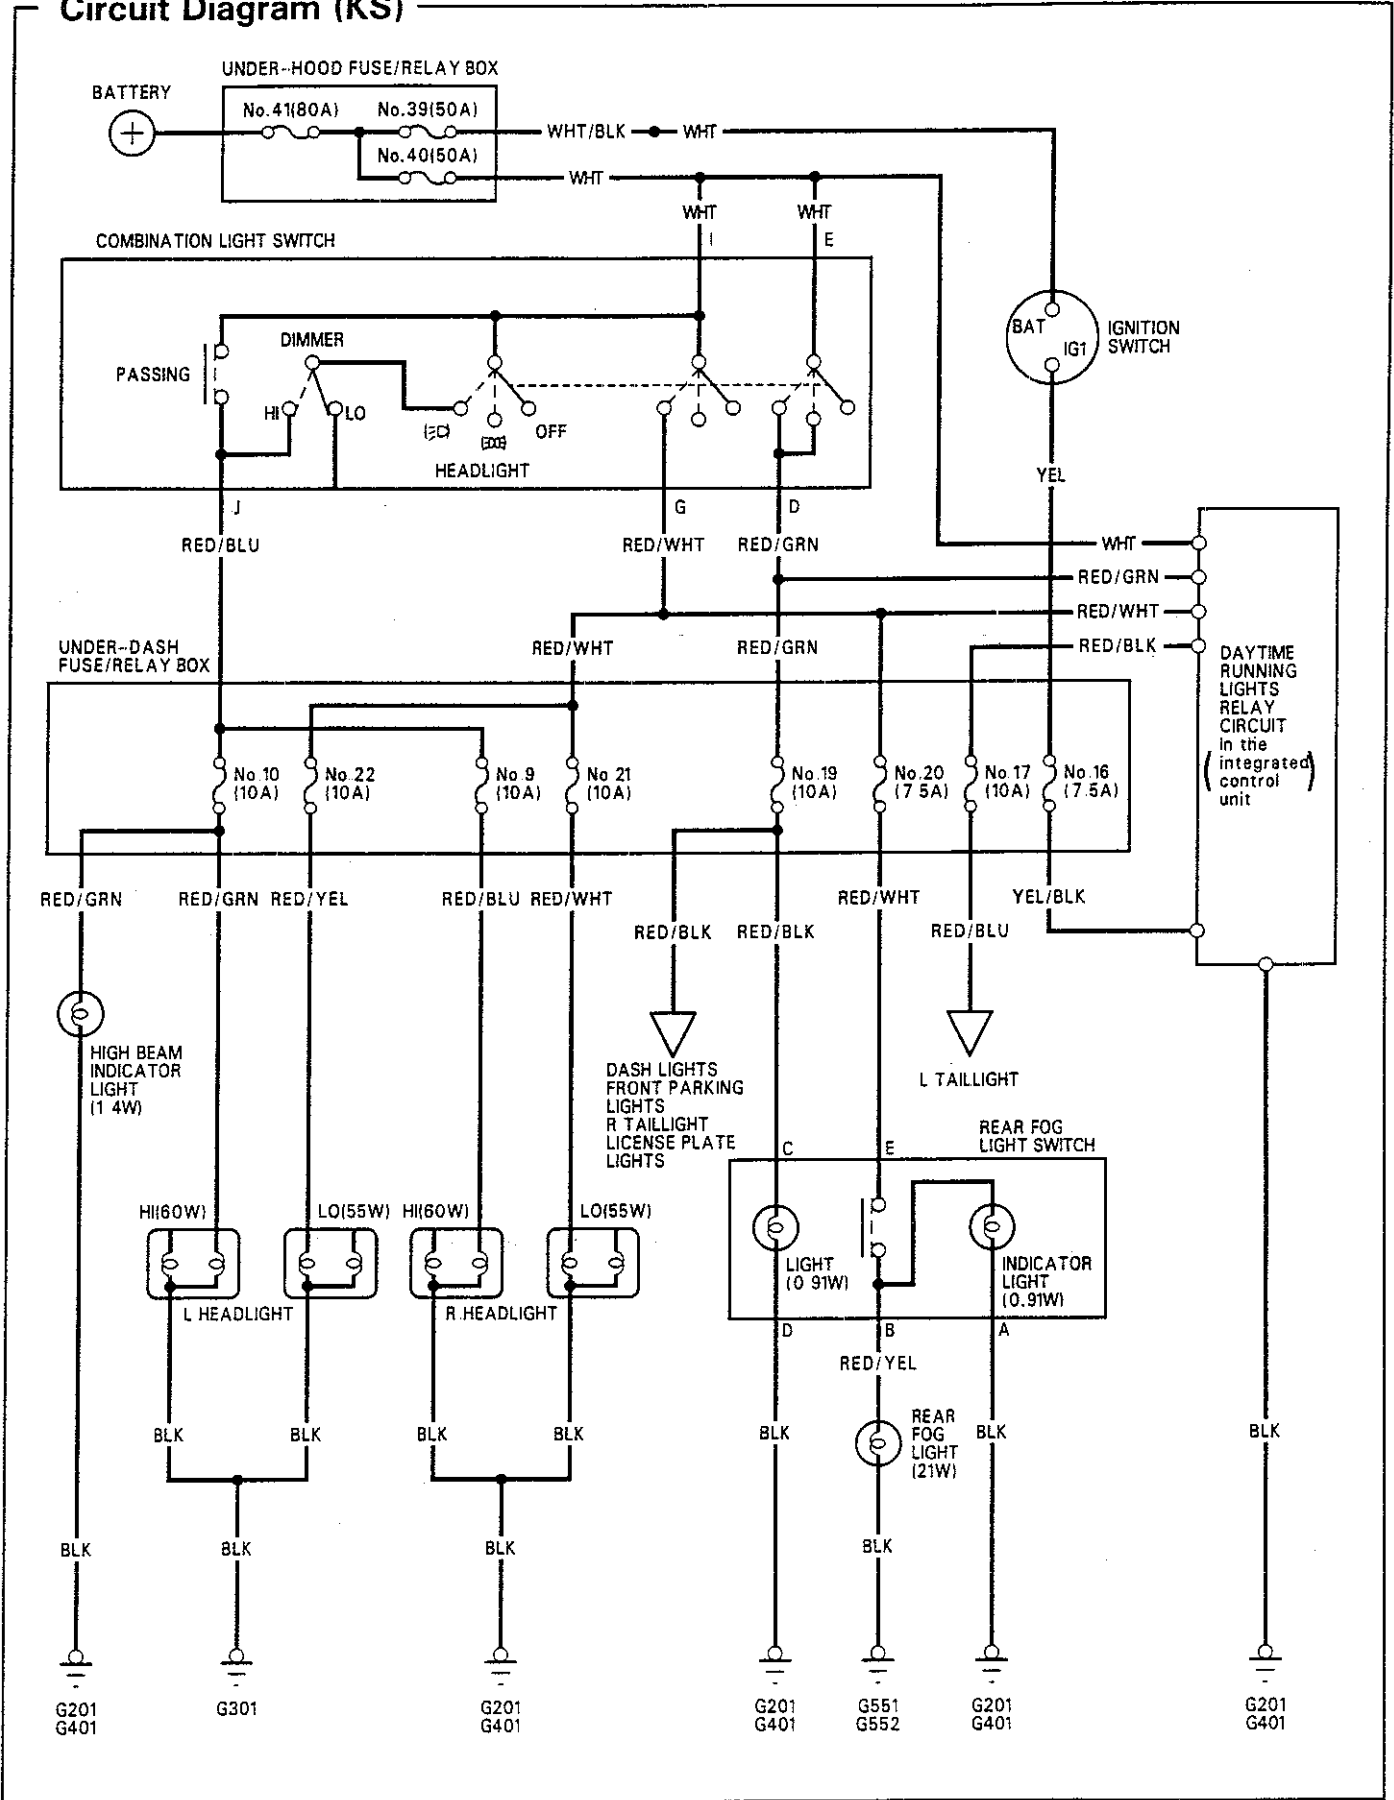 Circuit Diagram (KS)
UNDER-HOOD FUSE/RELAY BOX
BATTERY
No.41(80A)
No.39(50A)
WHT/BLK
WHT
No.40(50A)
WHT
WHT
WHT
COMBINATION LIGHT SWITCH
I
E
BAT
IGNITION
SWITCH
IG1
DIMMER
PASSING
HI
LO
OFF
HEADLIGHT
YEL
J
G
D
RED/BLU
RED/WHT
RED/GRN
WHT
RED/GRN
RED/WHT
RED/BLK
UNDER-DASH
FUSE/RELAY BOX
RED/WHT
RED/GRN
DAYTIME
RUNNING
LIGHTS
RELAY
CIRCUIT
(In the
integrated
control
unit)
No.10
(10A)
No.22
(10A)
No.9
(10A)
No 21
(10A)
No.19
(10A)
No.20
(7 5A)
No.17
(10A)
No.16
(7.5A)
RED/GRN
RED/GRN
RED/YEL
RED/BLU
RED/WHT
RED/WHT
YEL/BLK
RED/BLK
RED/BLK
RED/BLU
HIGH BEAM
INDICATOR
LIGHT
(1 4W)
DASH LIGHTS
FRONT PARKING
LIGHTS
R TAILLIGHT
LICENSE PLATE
LIGHTS
L TAILLIGHT
REAR FOG
LIGHT SWITCH
C
E
HI(60W)
LO(55W)
HI(60W)
LO(55W)
L HEADLIGHT
R.HEADLIGHT
LIGHT
(0 91W)
INDICATOR
LIGHT
(0.91W)
D
B
A
RED/YEL
BLK
BLK
BLK
BLK
BLK
REAR
FOG
LIGHT
(21W)
BLK
BLK
BLK
BLK
BLK
BLK
G201
G401
G301
G201
G401
G201
G401
G551
G552
G201
G401
G201
G401